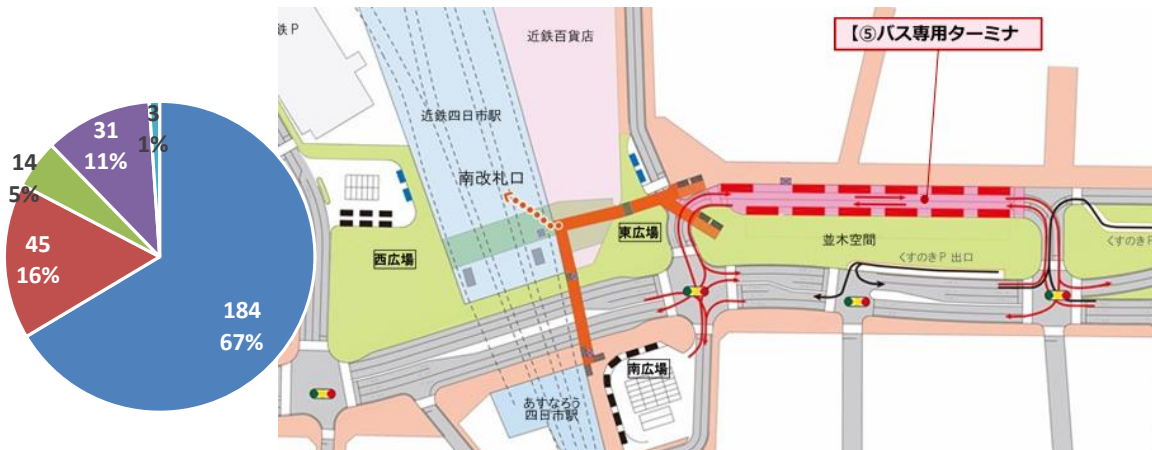 3
1%
31
11%
14
5%
45
16%
184
67%
鉄P
近鉄百貨店
【⑤バス専用ターミナ
近鉄四日市駅
南改札口
西広場
東広場
並木空間
くすのきP 出口
くすのきP
南広場
あすなろう
四日市駅